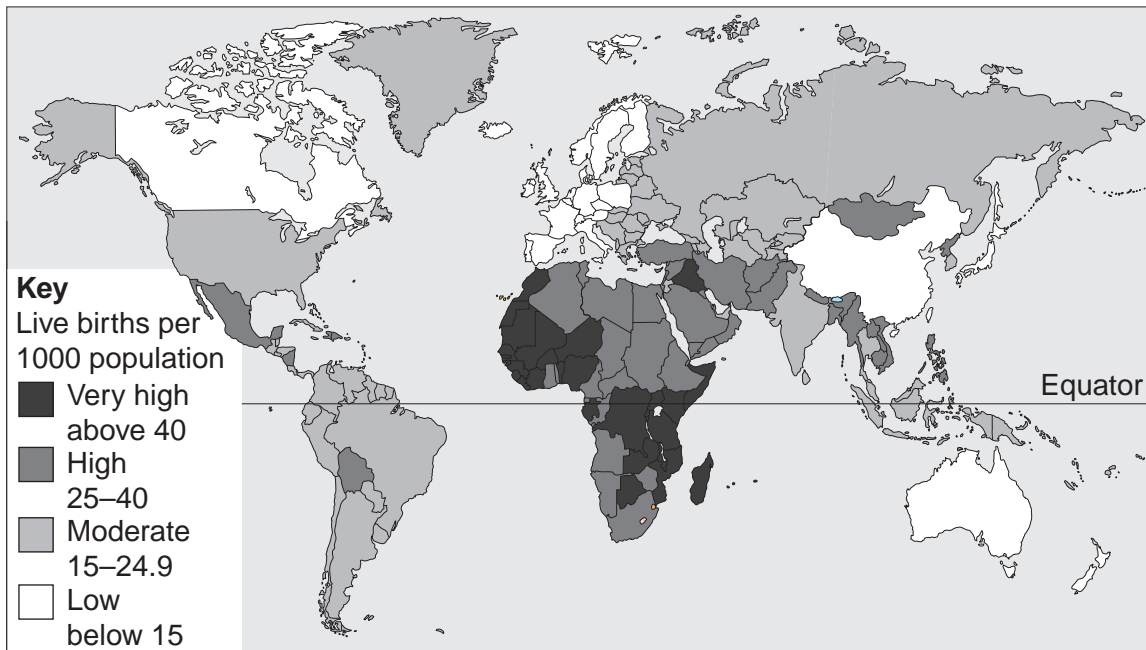 Key
Live births per
1000 population
Very high
above 40
High
25–40
Moderate
15–24.9
Low
below 15
Equator